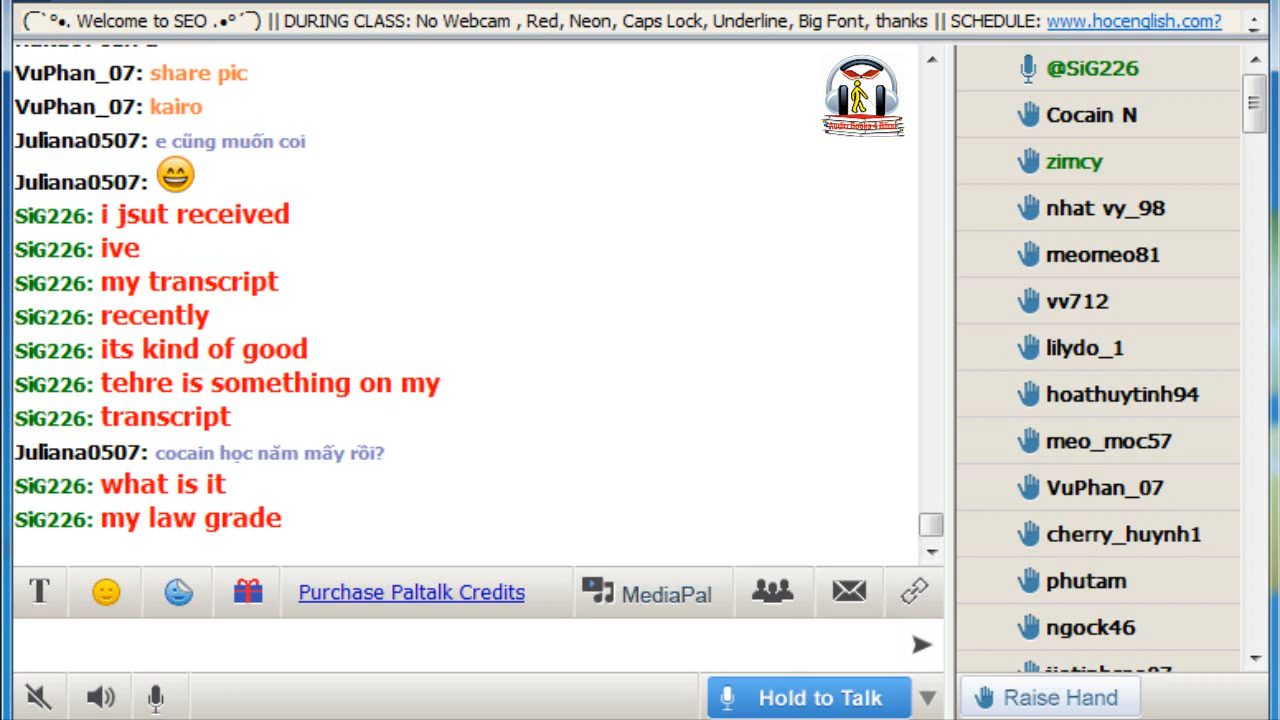 (¯`°•. Welcome to SEO .•°´¯) || DURING CLASS: No Webcam , Red, Neon, Caps Lock, Underline, Big Font, thanks || SCHEDULE: www.hocenglish.com?
VuPhan_07: share pic
VuPhan_07: kairo
Juliana0507: e cũng muốn coi
Juliana0507:
SiG226: i jsut received
SiG226: ive
SiG226: my transcript
SiG226: recently
SiG226: its kind of good
SiG226: tehre is something on my
SiG226: transcript
Juliana0507: cocain học năm mấy rồi?
SiG226: what is it
SiG226: my law grade
Audio Books 4 Blind
T
Purchase Paltalk Credits
MediaPal
Hold to Talk
@SiG226
Cocain N
zimcy
nhat vy_98
meomeo81
vv712
lilydo_1
hoathuytinh94
meo_moc57
VuPhan_07
cherry_huynh1
phutam
ngock46
Raise Hand